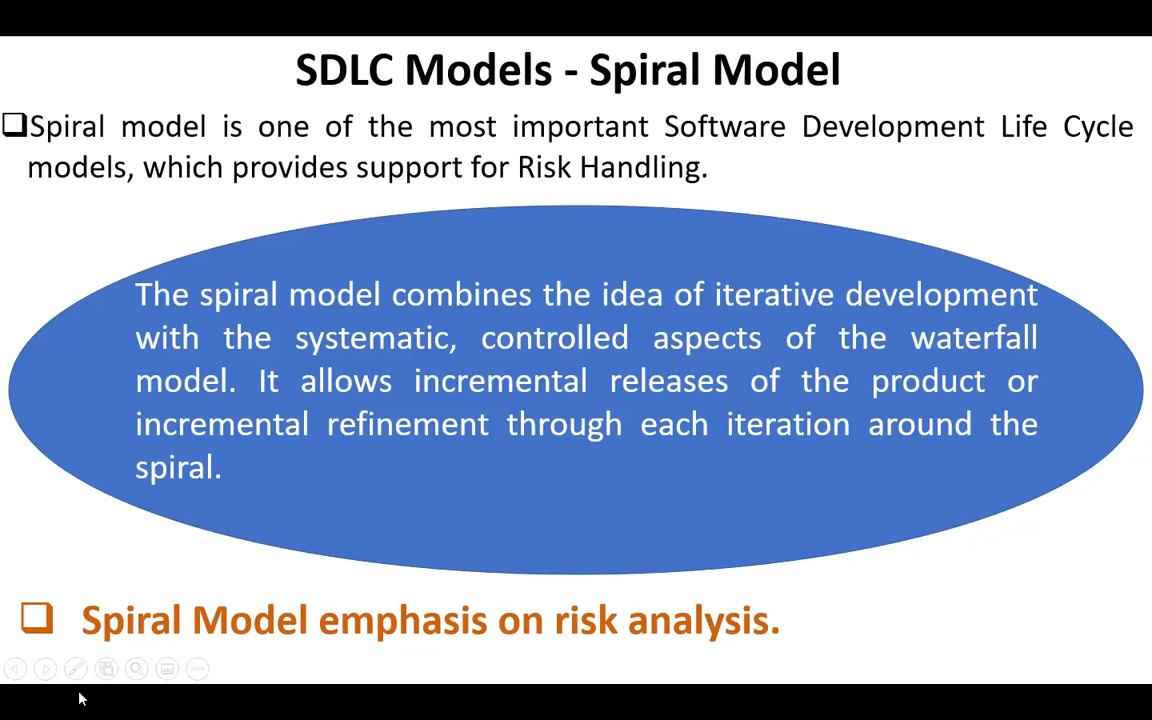 SDLC Models - Spiral Model
❑Spiral model is one of the most important Software Development Life Cycle
models, which provides support for Risk Handling.
The spiral model combines the idea of iterative development
with the systematic, controlled aspects of the waterfall
model. It allows incremental releases of the product or
incremental refinement through each iteration around the
spiral.
❑ Spiral Model emphasis on risk analysis.